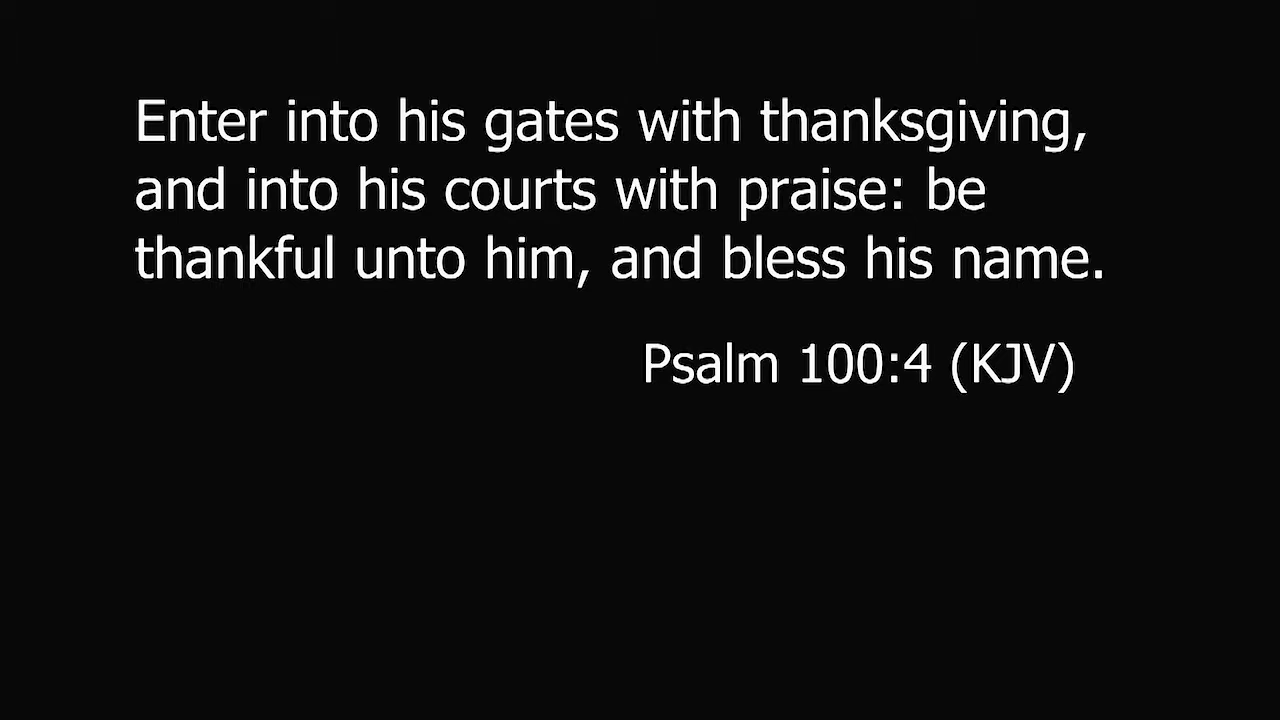 Enter into his gates with thanksgiving,
and into his courts with praise: be
thankful unto him, and bless his name.
Psalm 100:4 (KJV)